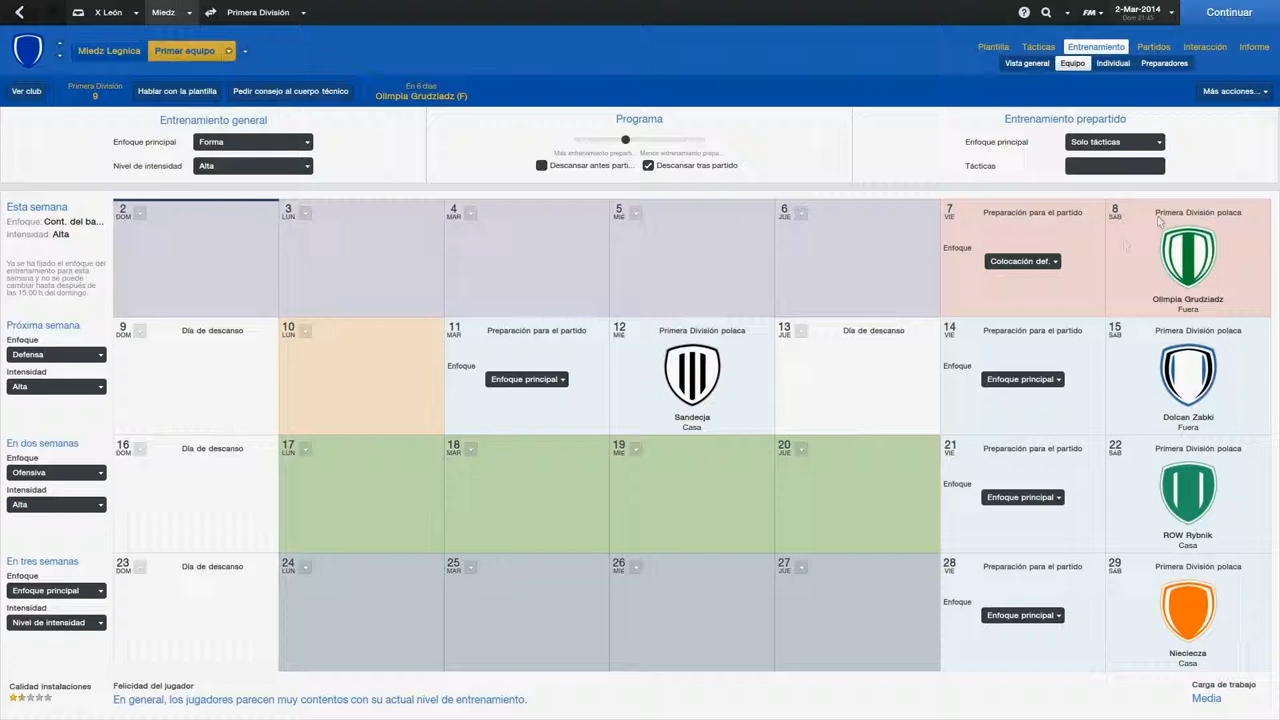 X León
Miedz
Primera División
FM
2-Mar-2014
Dom 21:45
Continuar
Miedz Legnica
Primer equipo
Plantilla
Tácticas
Entrenamiento
Partidos
Interacción
Informe
Vista general
Equipo
Individual
Preparadores
Ver club
Primera División
9
Hablar con la plantilla
Pedir consejo al cuerpo técnico
En 6 días
Olimpia Grudziadz (F)
Más acciones...
Entrenamiento general
Enfoque principal
Forma
Nivel de intensidad
Alta
Programa
Más entrenamiento preparti...
Menos entrenamiento prepa...
Descansar antes parti...
Descansar tras partido
Entrenamiento prepartido
Enfoque principal
Solo tácticas
Tácticas
Esta semana
Enfoque: Cont. del ba...
Intensidad: Alta
Ya se ha fijado el enfoque del
entrenamiento para esta
semana y no se puede
cambiar hasta después de
las 15.00 h del domingo.
2
DOM
3
LUN
4
MAR
5
MIÉ
6
JUE
7
VIE
Preparación para el partido
Enfoque
Colocación def.
8
SÁB
Primera División polaca
Olimpia Grudziadz
Fuera
Próxima semana
Enfoque
Defensa
Intensidad
Alta
9
DOM
Día de descanso
10
LUN
11
MAR
Preparación para el partido
Enfoque
Enfoque principal
12
MIÉ
Primera División polaca
Sandecja
Casa
13
JUE
Día de descanso
14
VIE
Preparación para el partido
Enfoque
Enfoque principal
15
SÁB
Primera División polaca
Dolcan Zabki
Fuera
En dos semanas
Enfoque
Ofensiva
Intensidad
Alta
16
DOM
Día de descanso
17
LUN
18
MAR
19
MIÉ
20
JUE
21
VIE
Preparación para el partido
Enfoque
Enfoque principal
22
SÁB
Primera División polaca
ROW Rybnik
Casa
En tres semanas
Enfoque
Enfoque principal
Intensidad
Nivel de intensidad
23
DOM
Día de descanso
24
LUN
25
MAR
26
MIÉ
27
JUE
28
VIE
Preparación para el partido
Enfoque
Enfoque principal
29
SÁB
Primera División polaca
Nieciecza
Casa
Calidad instalaciones
Felicidad del jugador
En general, los jugadores parecen muy contentos con su actual nivel de entrenamiento.
Carga de trabajo
Media